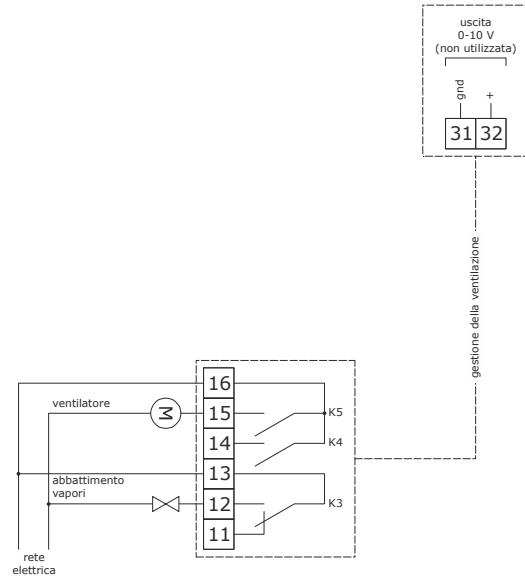 uscita
0-10 V
(non utilizzata)
gnd
+
31 32
gestione della ventilazione
16
ventilatore
M
15
K5
14
K4
13
abbattimento
vapori
12
K3
11
rete
elettrica